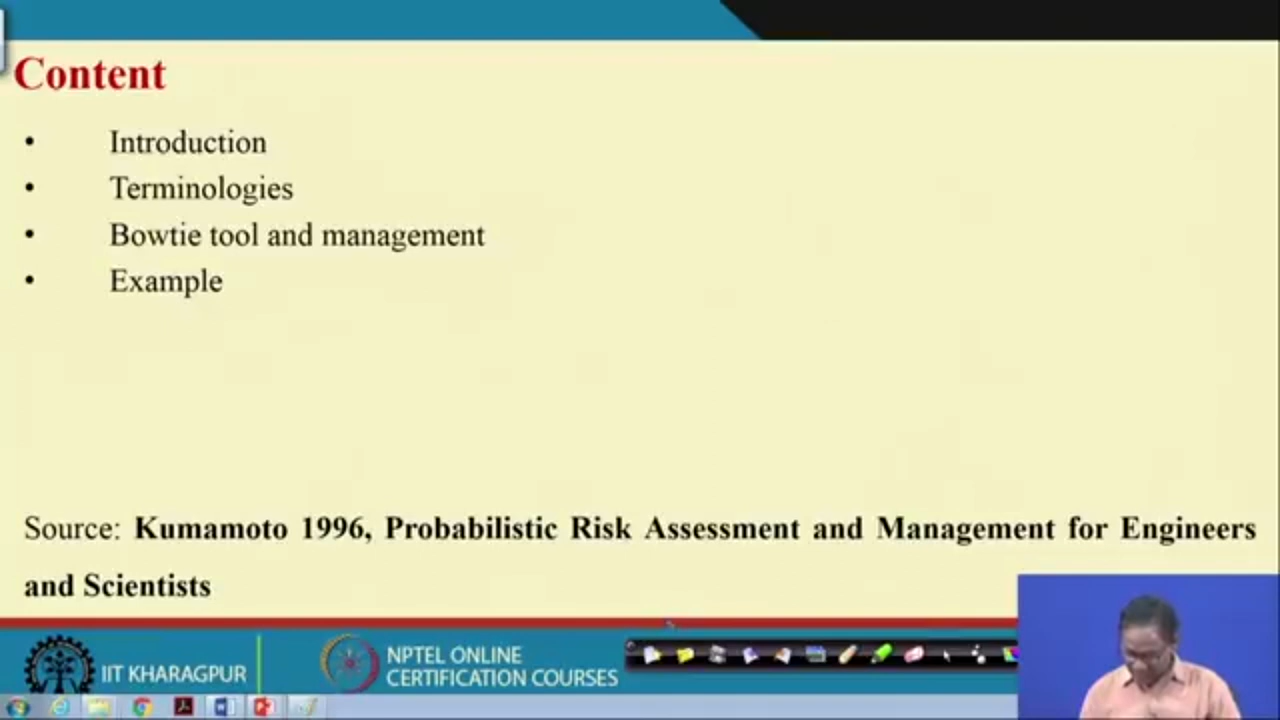 Content
• Introduction
• Terminologies
• Bowtie tool and management
• Example
Source: Kumamoto 1996, Probabilistic Risk Assessment and Management for Engineers
and Scientists
IIT KHARAGPUR
NPTEL ONLINE
CERTIFICATION COURSES